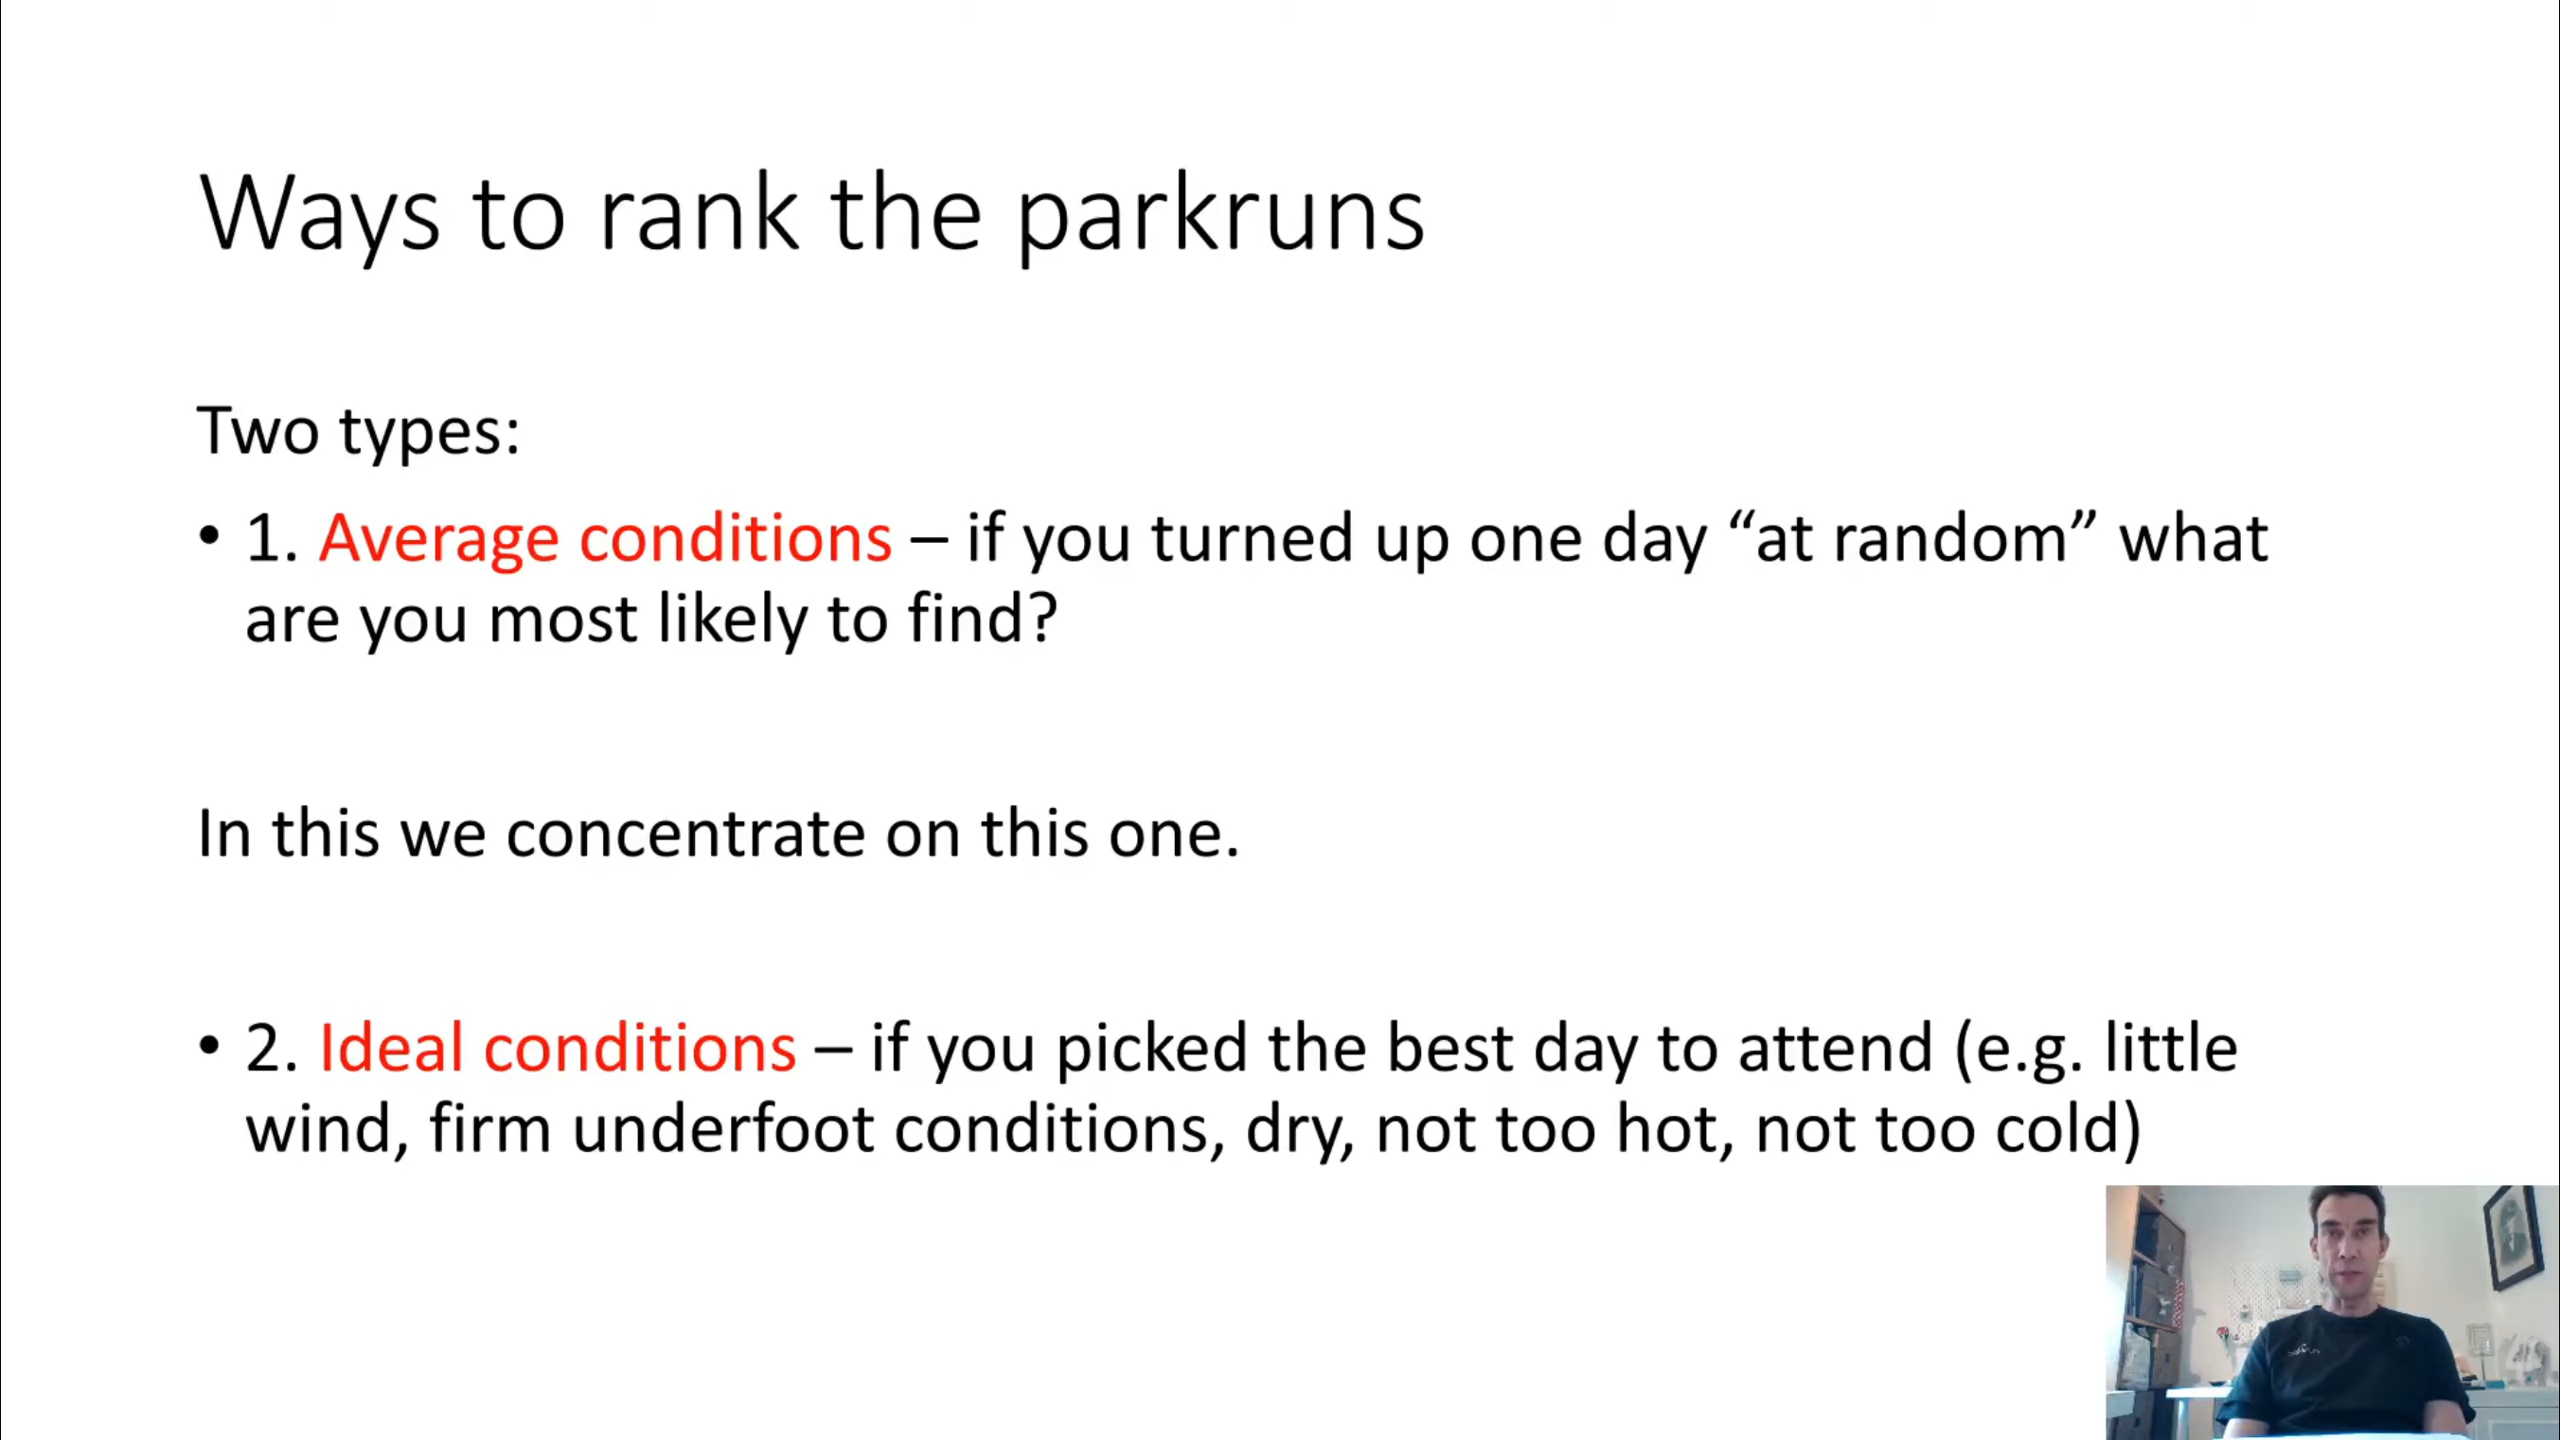 Ways to rank the parkruns
Two types:
• 1. Average conditions – if you turned up one day “at random” what
are you most likely to find?
In this we concentrate on this one.
• 2. Ideal conditions – if you picked the best day to attend (e.g. little
wind, firm underfoot conditions, dry, not too hot, not too cold)